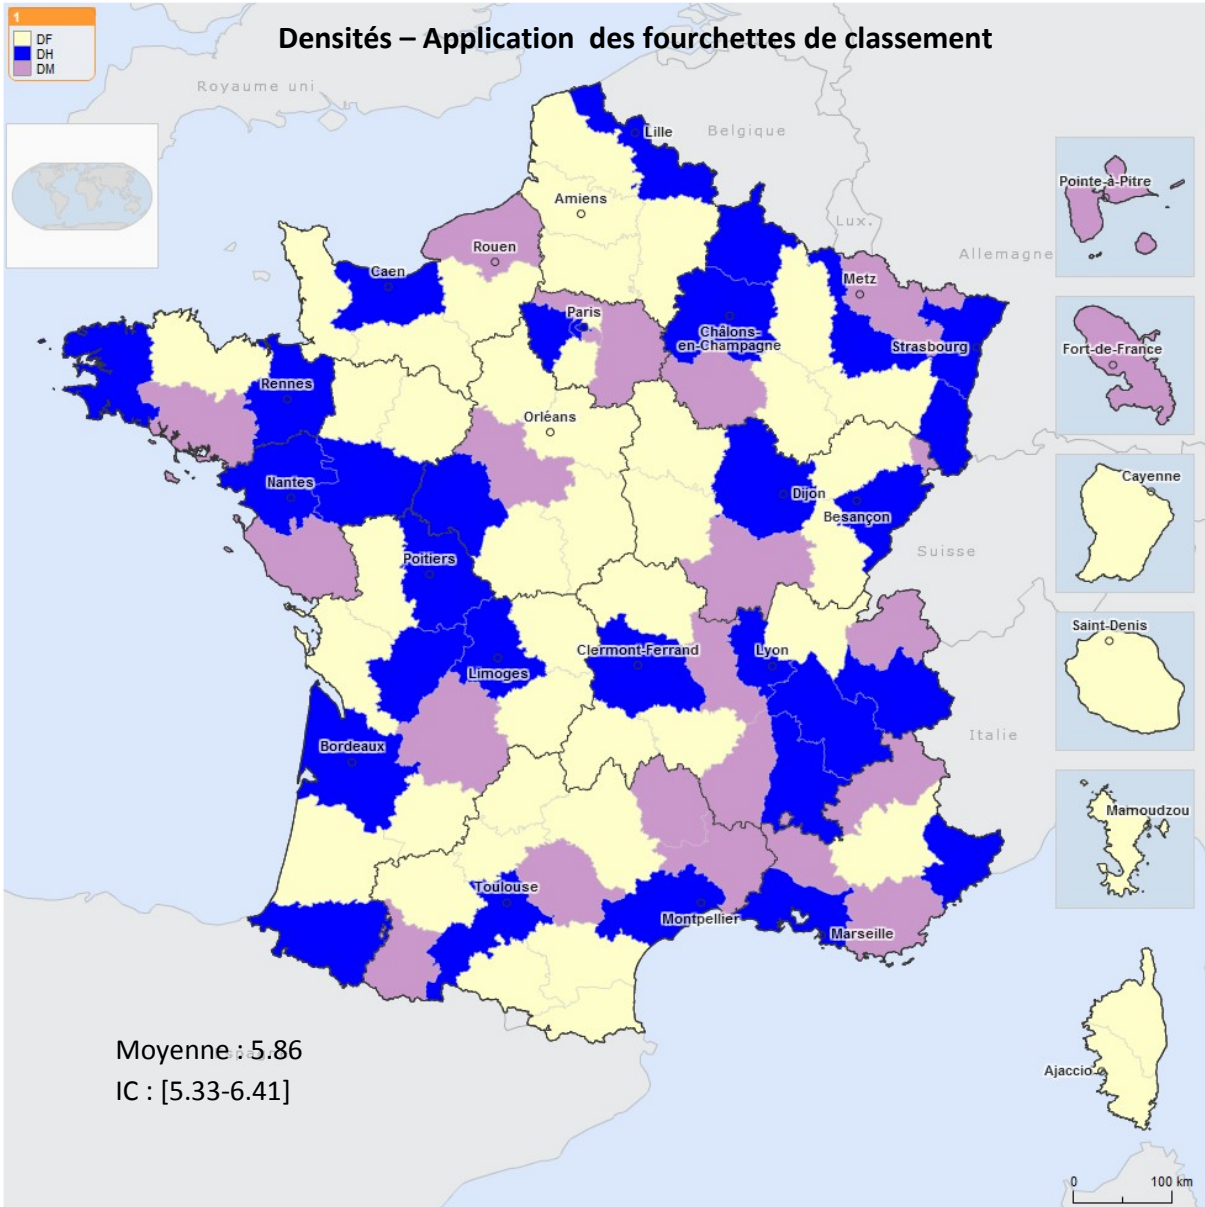 1
DF
DH
DM
Densités – Application des fourchettes de classement
Royaume uni
Belgique
Lille
Pointe-à-Pitre
Amiens
Lux.
Allemagne
Rouen
Caen
Metz
Paris
Châlons-
en-Champagne
Strasbourg
Fort-de-France
Rennes
Orléans
Nantes
Dijon
Besançon
Cayenne
Suisse
Poitiers
Saint-Denis
Clermont-Ferrand
Lyon
Limoges
Italie
Bordeaux
Mamoudzou
Toulouse
Montpellier
Marseille
Moyenne : 5.86
IC : [5.33-6.41]
Ajaccio
0
100 km